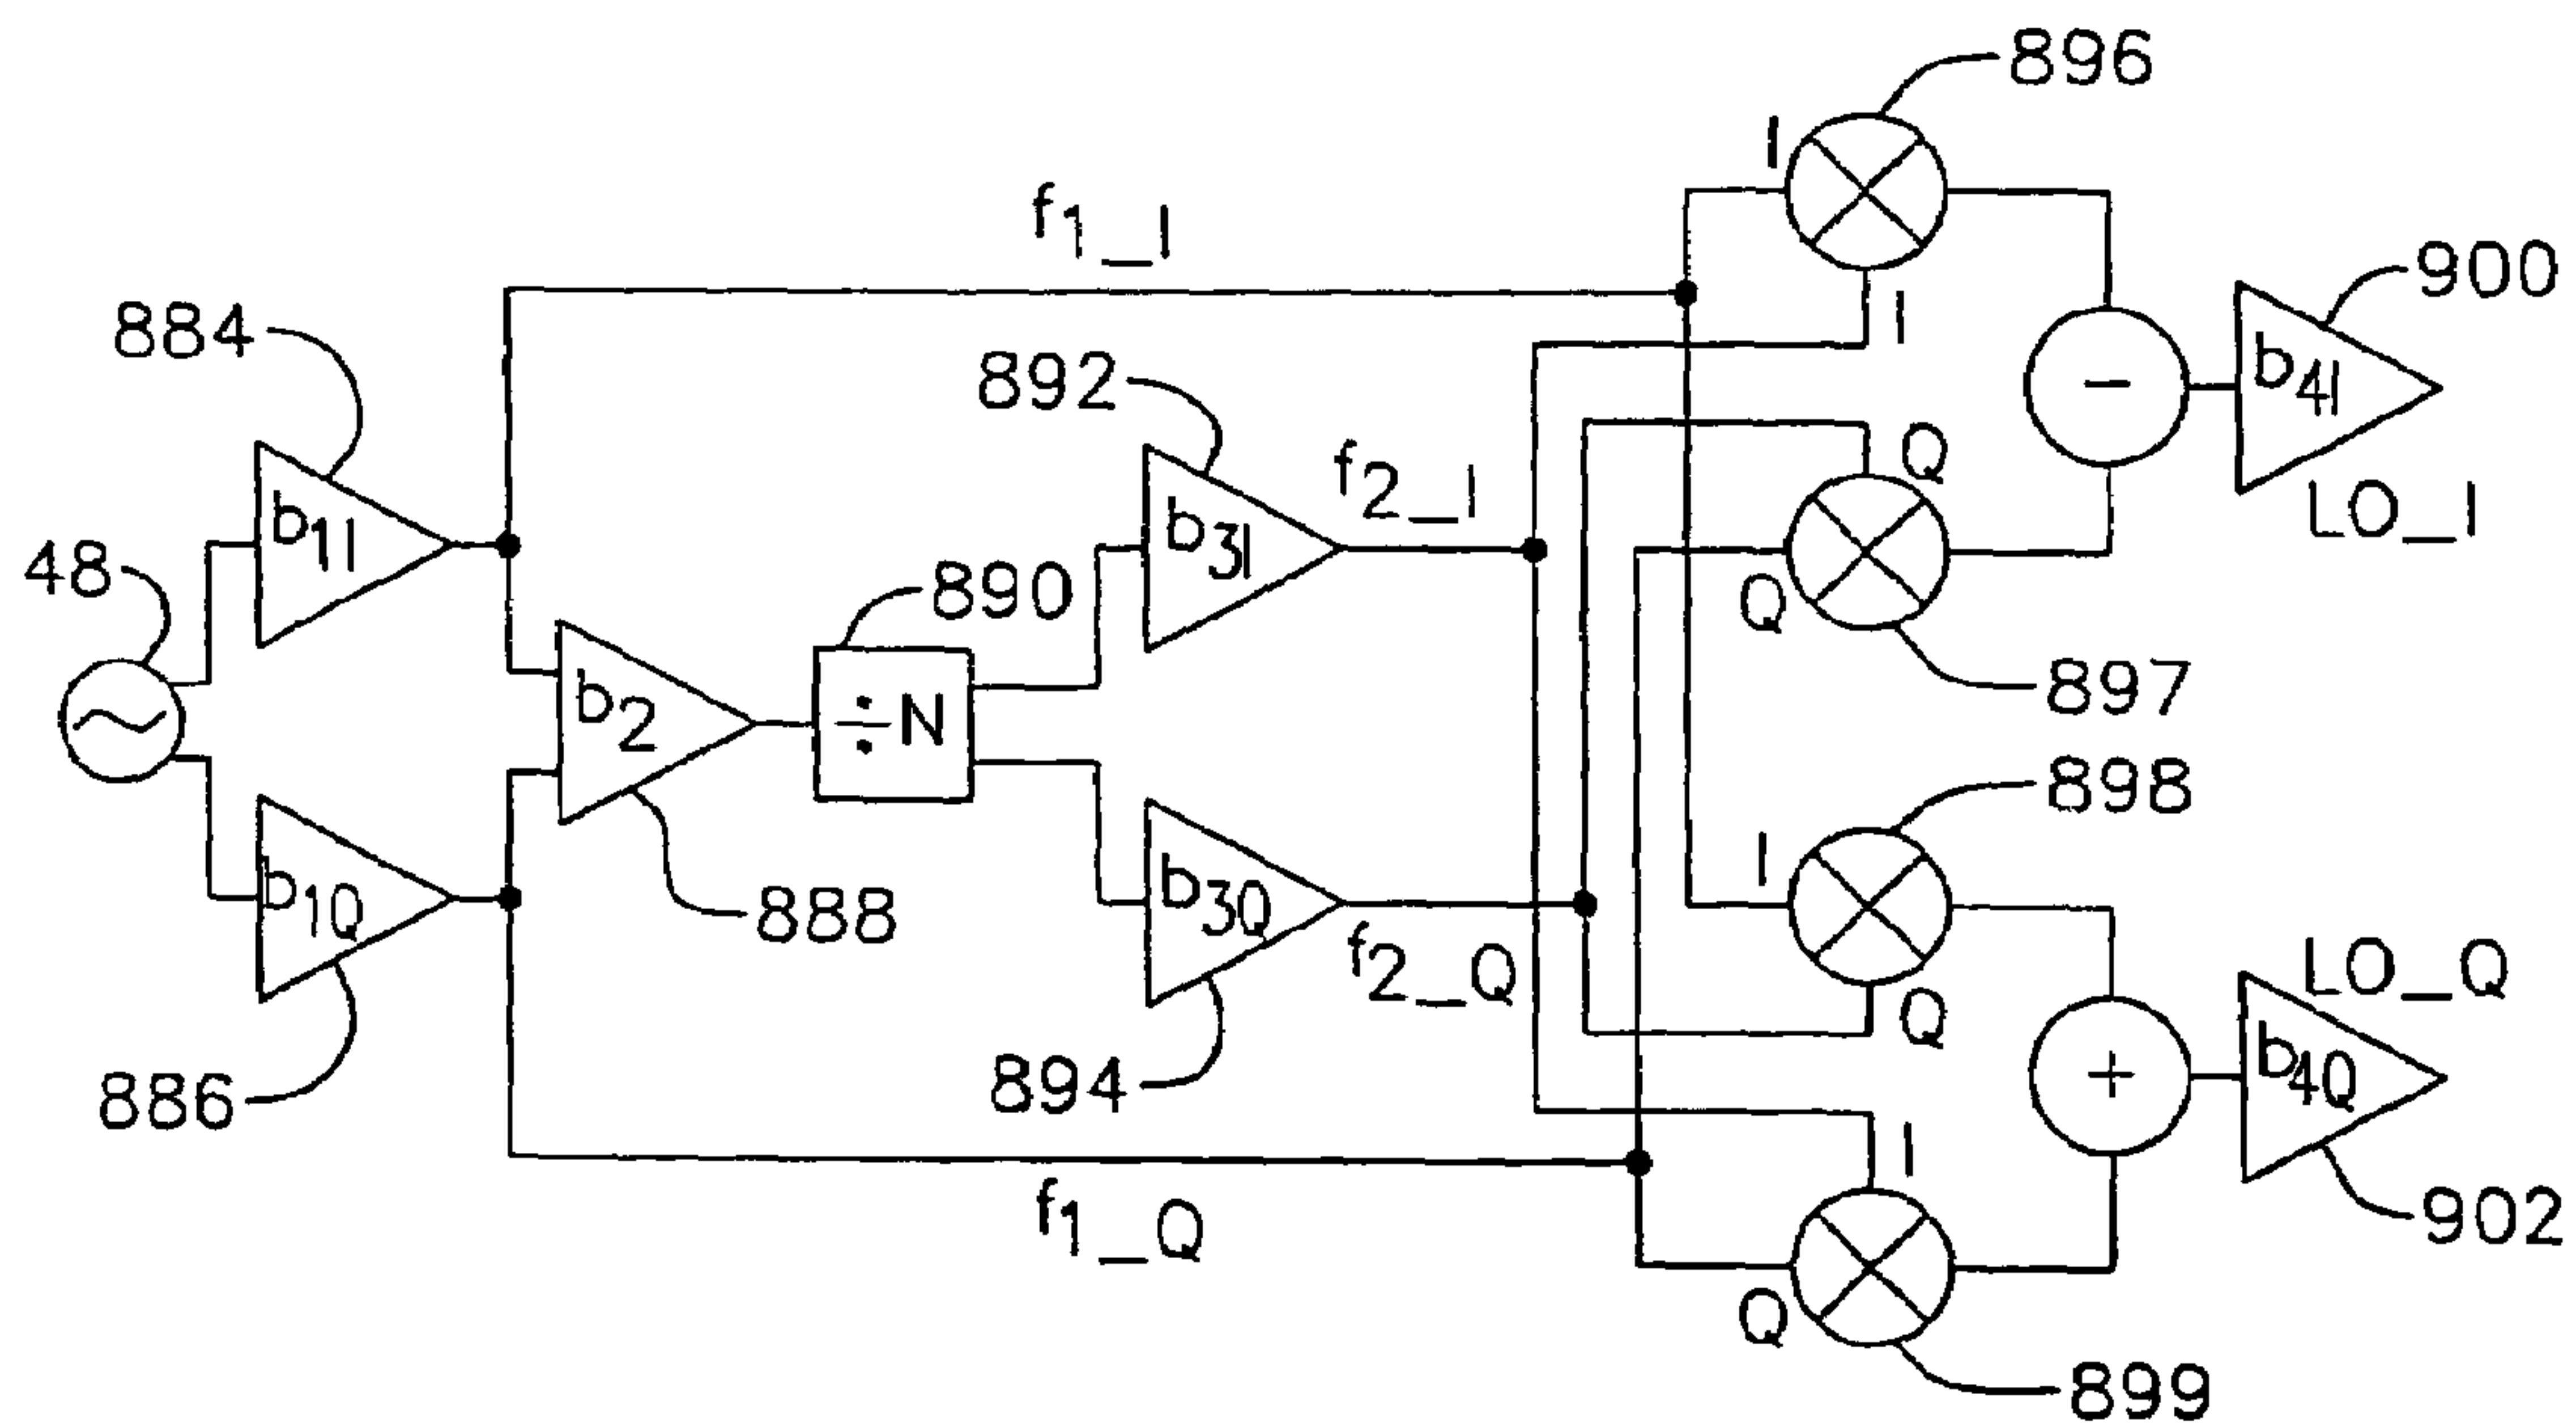 896
I
f1_I
900
884
I
892
b4I
Q
f2_I
LO_I
b1I
b3I
48
890
Q
897
b2
÷N
898
I
b1Q
b3Q
888
f2_Q
LO_Q
Q
b4Q
894
886
I
f1_Q
902
Q
899
−
+